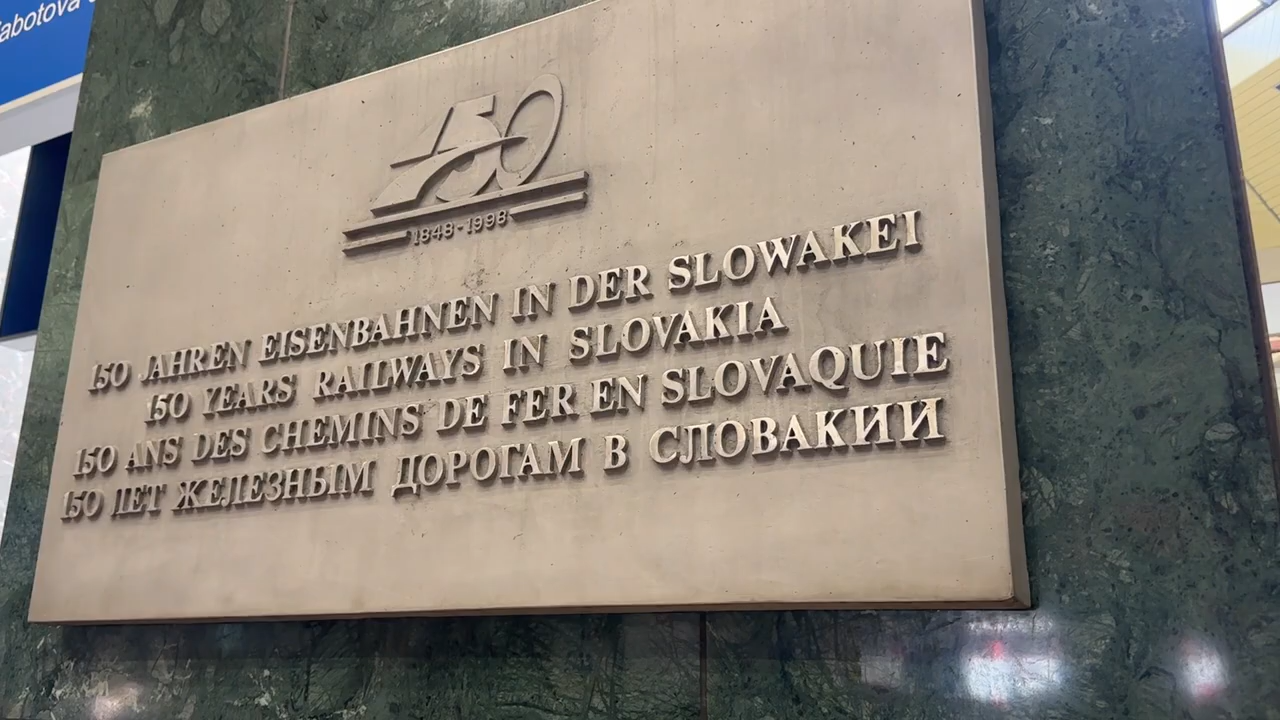 abotova
150
1848-1998
150 JAHREN EISENBAHNEN IN DER SLOWAKEI
150 YEARS RAILWAYS IN SLOVAKIA
150 ANS DES CHEMINS DE FER EN SLOVAQUIE
150 ЛЕТ ЖЕЛЕЗНЫМ ДОРОГАМ В СЛОВАКИИ